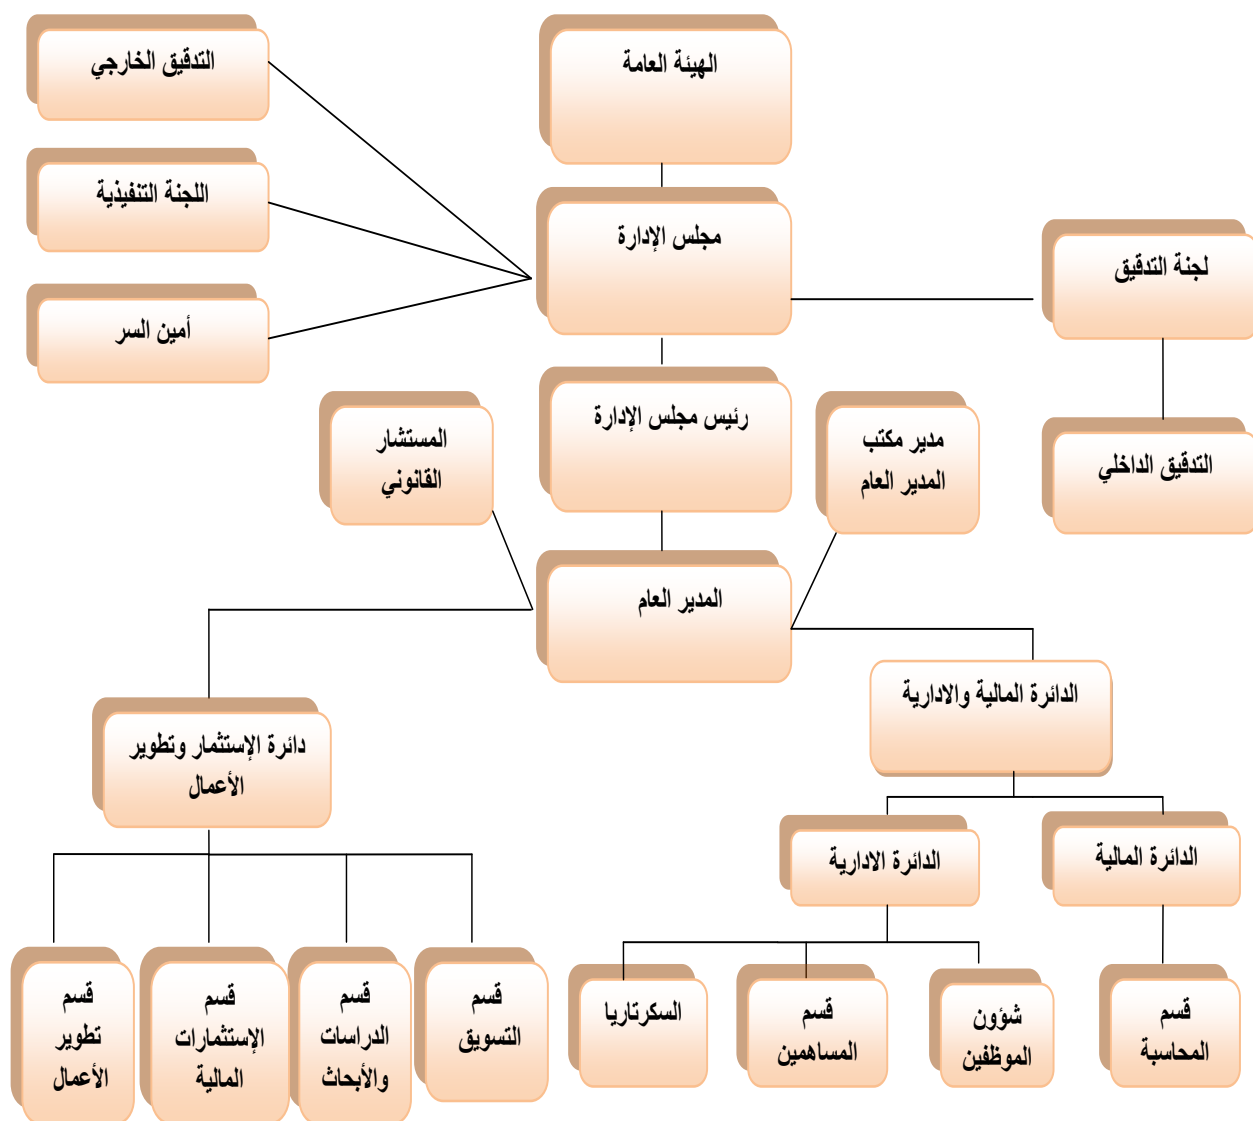 الهيئة العامة
التدقيق الخارجي
اللجنة التنفيذية
مجلس الإدارة
لجنة التدقيق
أمين السر
رئيس مجلس الإدارة
مدير مكتب
المدير العام
المستشار
القانوني
التدقيق الداخلي
المدير العام
الدائرة المالية والادارية
دائرة الإستثمار وتطوير
الأعمال
الدائرة المالية
الدائرة الادارية
قسم
المحاسبة
شؤون
الموظفين
قسم
المساهمين
السكرتاريا
قسم
التسويق
قسم
الدراسات
والأبحاث
قسم
الإستثمارات
المالية
قسم
تطوير
الأعمال